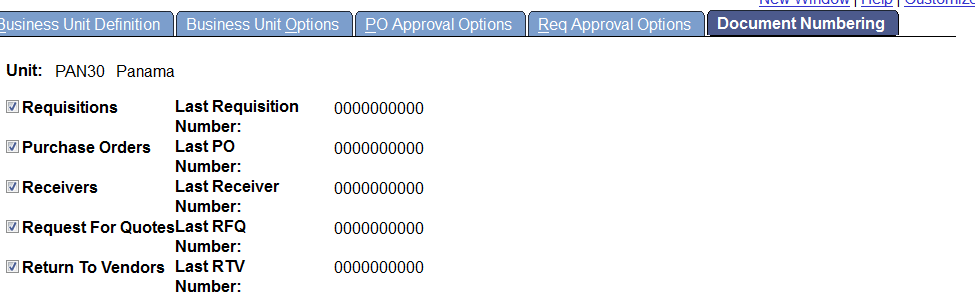 New Window | Help | Customize
Business Unit Definition Business Unit Options PO Approval Options Req Approval Options Document Numbering
Unit: PAN30 Panama
Requisitions Last Requisition Number: 0000000000
Purchase Orders Last PO Number: 0000000000
Receivers Last Receiver Number: 0000000000
Request For Quotes Last RFQ Number: 0000000000
Return To Vendors Last RTV Number: 0000000000